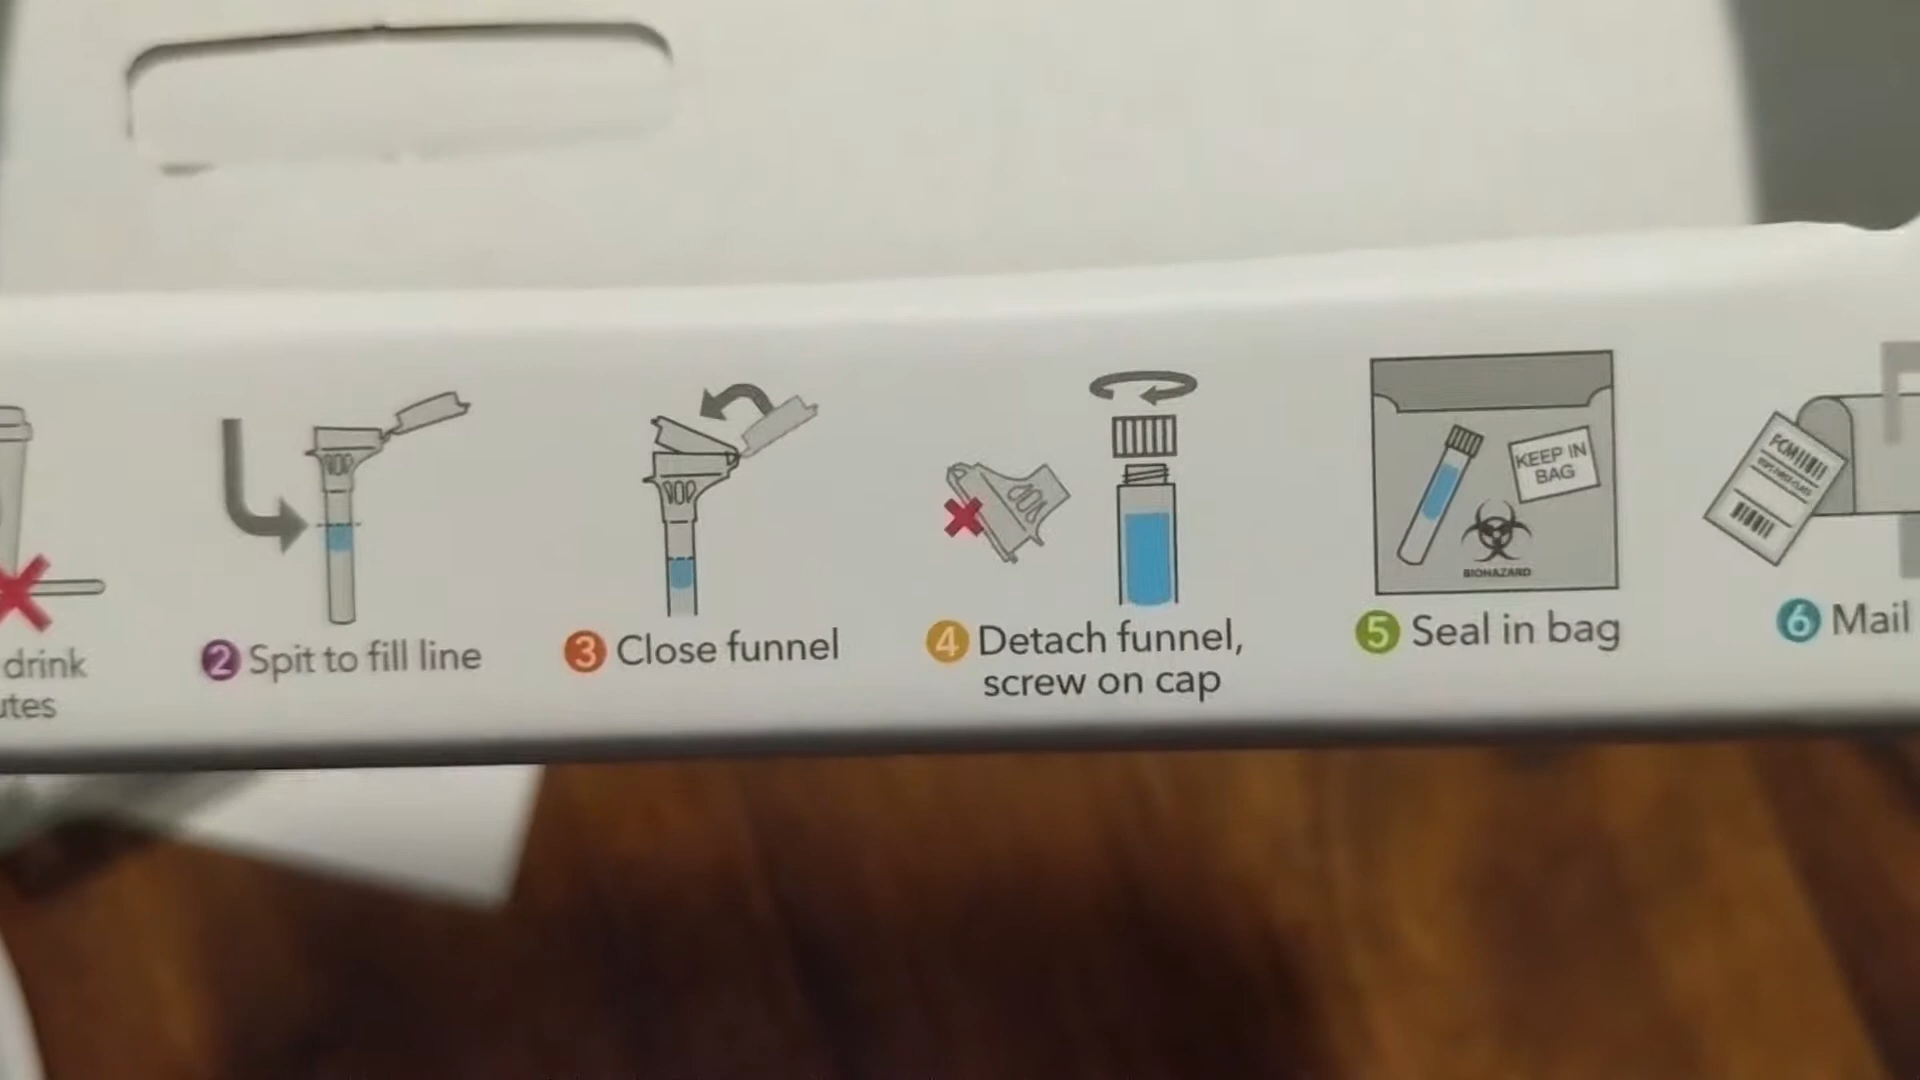 drink
utes
2 Spit to fill line
3 Close funnel
4 Detach funnel,
screw on cap
KEEP IN
BAG
BIOHAZARD
5 Seal in bag
6 Mail